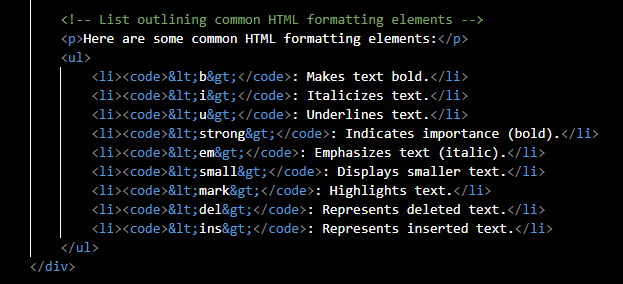 <!-- List outlining common HTML formatting elements -->
<p>Here are some common HTML formatting elements:</p>
<ul>
<li><code>&lt;b&gt;</code>: Makes text bold.</li>
<li><code>&lt;i&gt;</code>: Italicizes text.</li>
<li><code>&lt;u&gt;</code>: Underlines text.</li>
<li><code>&lt;strong&gt;</code>: Indicates importance (bold).</li>
<li><code>&lt;em&gt;</code>: Emphasizes text (italic).</li>
<li><code>&lt;small&gt;</code>: Displays smaller text.</li>
<li><code>&lt;mark&gt;</code>: Highlights text.</li>
<li><code>&lt;del&gt;</code>: Represents deleted text.</li>
<li><code>&lt;ins&gt;</code>: Represents inserted text.</li>
</ul>
</div>